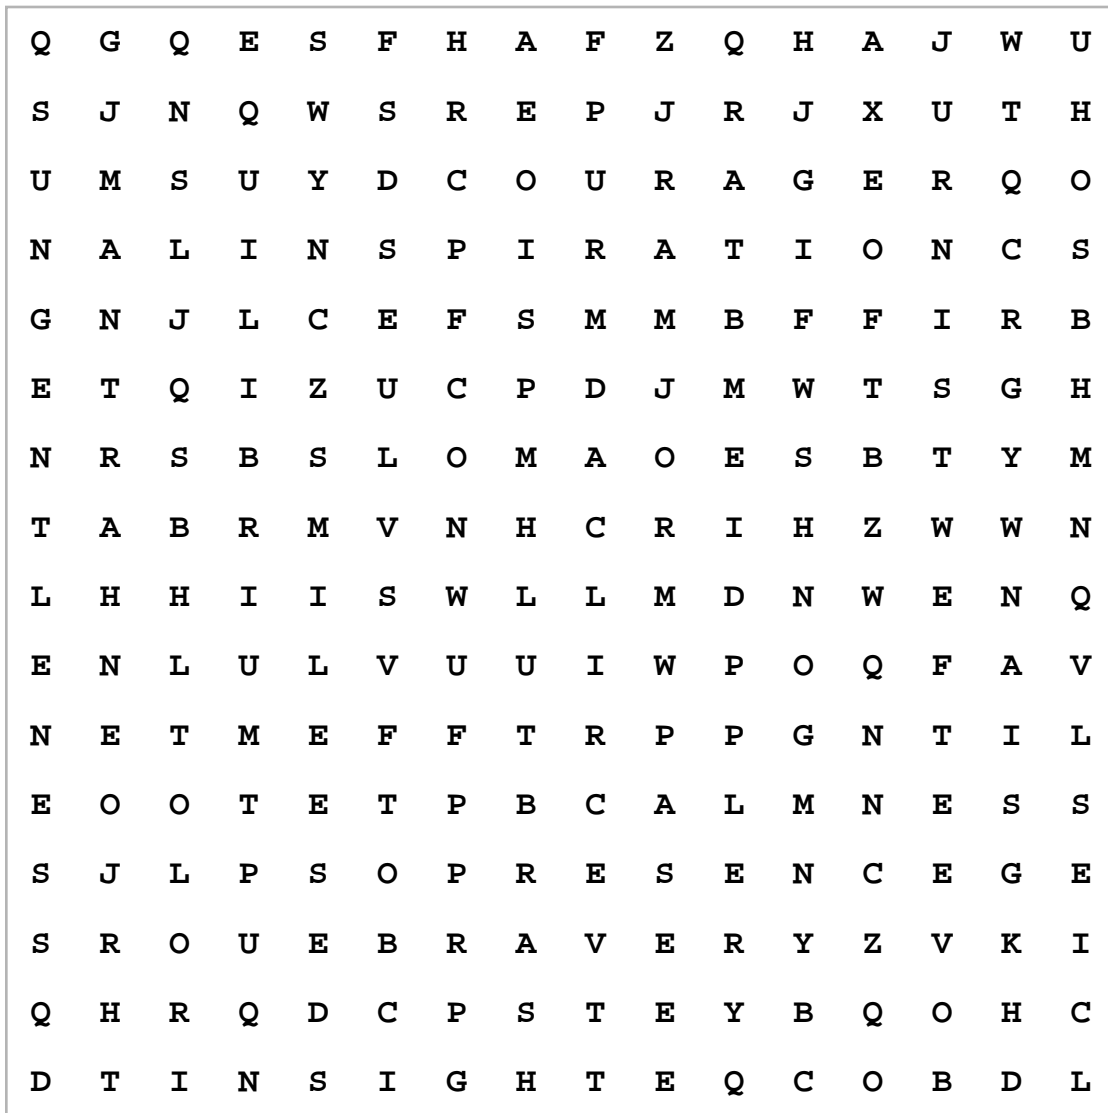 Q G Q E S F H A F Z Q H A J W U
S J N Q W S R E P J R J X U T H
U M S U Y D C O U R A G E R Q O
N A L I N S P I R A T I O N C S
G N J L C E F S M M B F F I R B
E T Q I Z U C P D J M W T S G H
N R S B S L O M A O E S B T Y M
T A B R M V N H C R I H Z W W N
L H H I I S W L L M D N W E N Q
E N L U L V U U I W P O Q F A V
N E T M E F F T R P P G N T I L
E O O T E T P B C A L M N E S S
S J L P S O P R E S E N C E G E
S R O U E B R A V E R Y Z V K I
Q H R Q D C P S T E Y B Q O H C
D T I N S I G H T E Q C O B D L